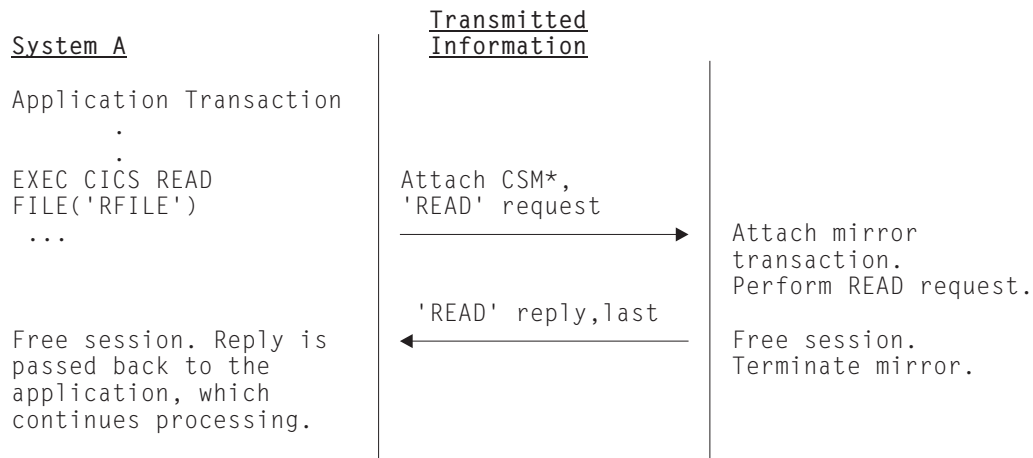 Transmitted
System A Information
Application Transaction
.
.
EXEC CICS READ Attach CSM*,
FILE('RFILE') 'READ' request
... Attach mirror
transaction.
Perform READ request.
'READ' reply,last
Free session. Reply is Free session.
passed back to the Terminate mirror.
application, which
continues processing.